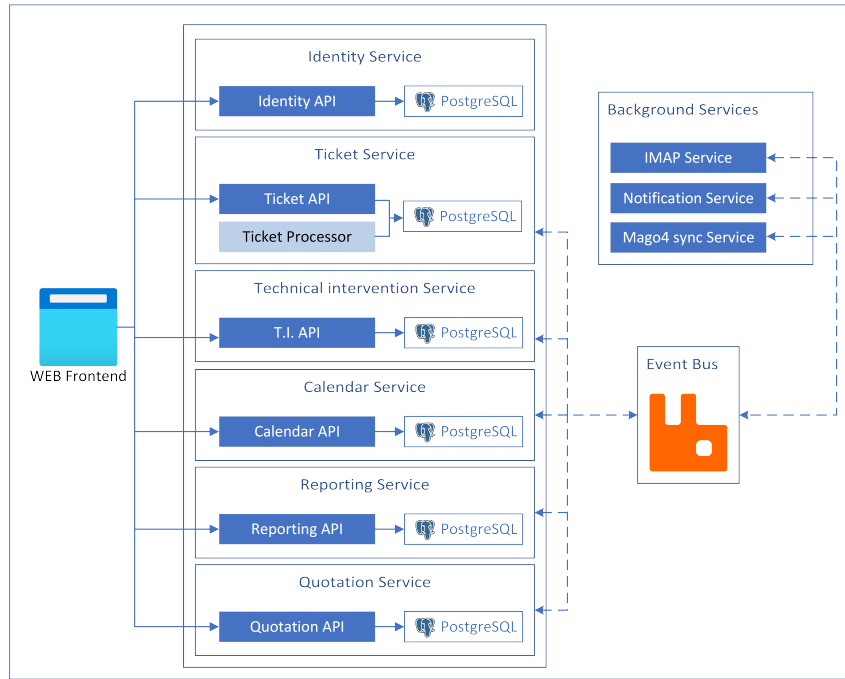 Identity Service
Identity API
PostgreSQL
Ticket Service
Ticket API
Ticket Processor
PostgreSQL
Technical intervention Service
T.I. API
PostgreSQL
Calendar Service
Calendar API
PostgreSQL
Reporting Service
Reporting API
PostgreSQL
Quotation Service
Quotation API
PostgreSQL
WEB Frontend
Background Services
IMAP Service
Notification Service
Mago4 sync Service
Event Bus